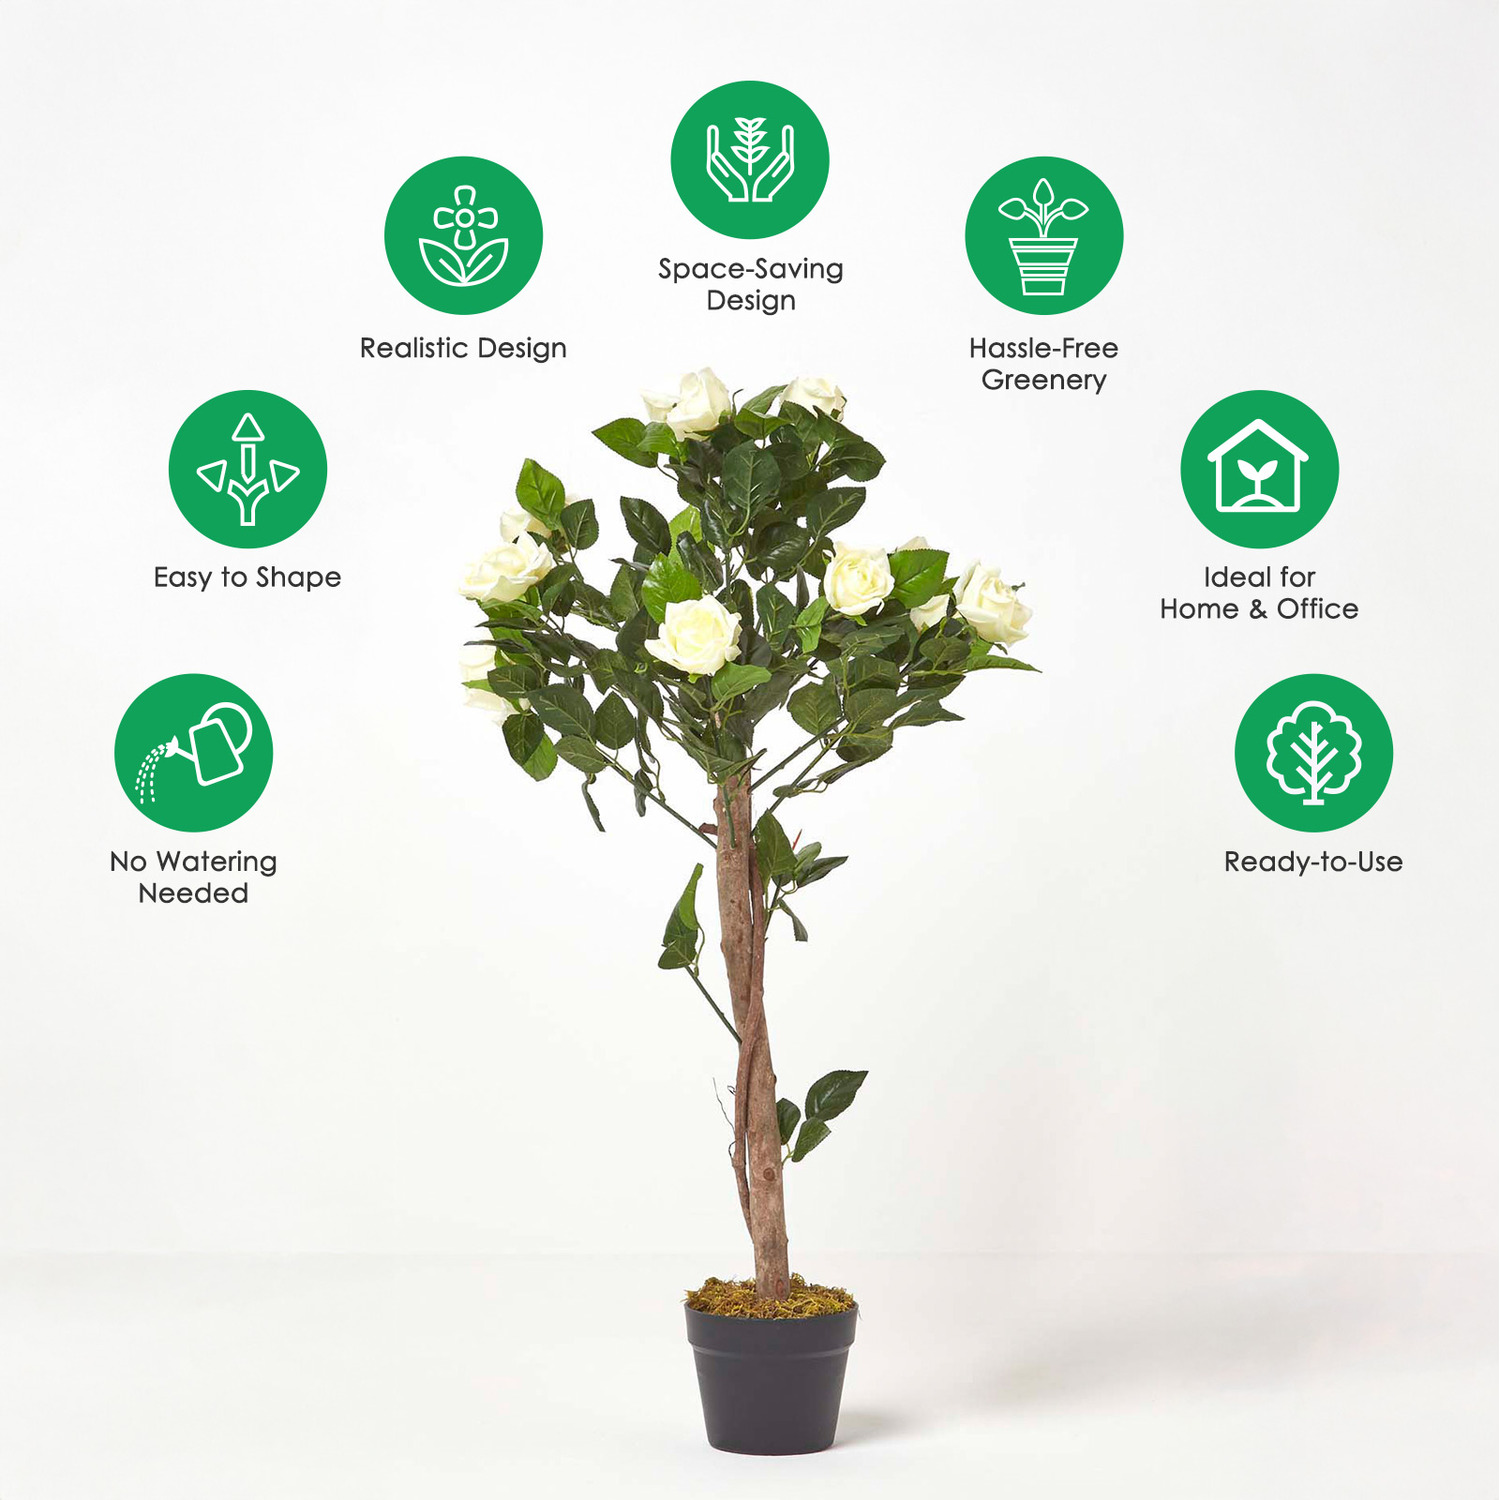 Space-Saving
Design
Realistic Design
Hassle-Free
Greenery
Easy to Shape
Ideal for
Home & Office
No Watering
Needed
Ready-to-Use